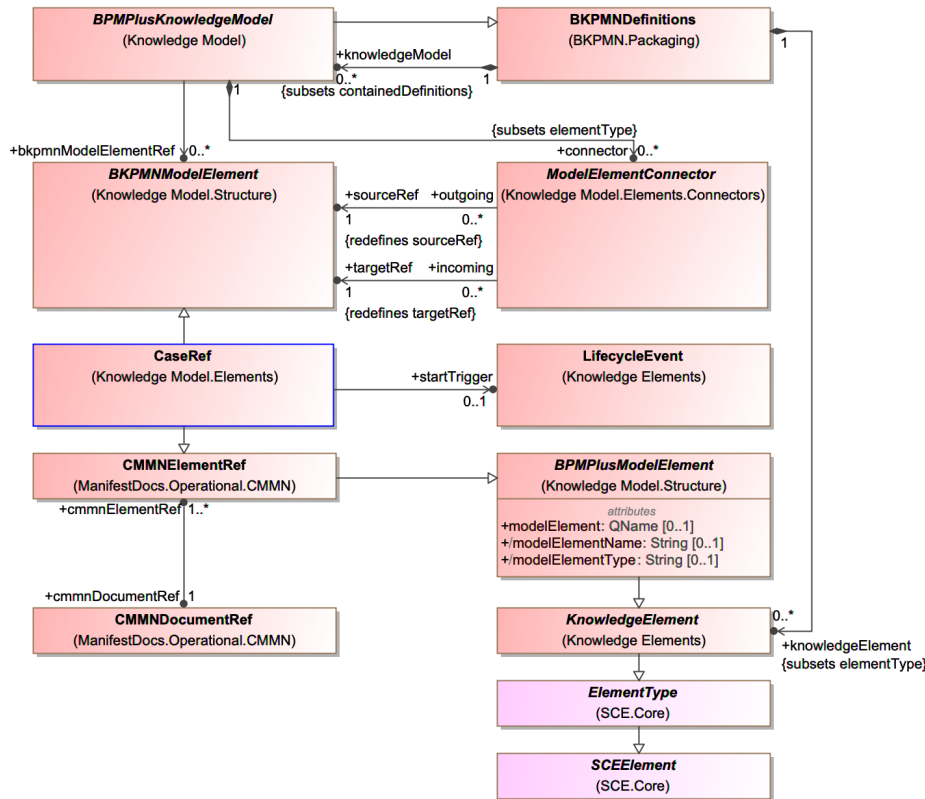 BPMPlusKnowledgeModel
(Knowledge Model)
BKPMNDefinitions
(BKPMN.Packaging)
1
+knowledgeModel
0..*
1
{subsets containedDefinitions}
1
{subsets elementType}
+bkpmnModelElementRef 0..*
+connector 0..*
BKPMNModelElement
(Knowledge Model.Structure)
ModelElementConnector
(Knowledge Model.Elements.Connectors)
+sourceRef +outgoing
1 0..*
{redefines sourceRef}
+targetRef +incoming
1 0..*
{redefines targetRef}
CaseRef
(Knowledge Model.Elements)
+startTrigger
0..1
LifecycleEvent
(Knowledge Elements)
CMMNElementRef
(ManifestDocs.Operational.CMMN)
+cmmnElementRef 1..*
BPMPlusModelElement
(Knowledge Model.Structure)
attributes
+modelElement: QName [0..1]
+/modelElementName: String [0..1]
+/modelElementType: String [0..1]
+cmmnDocumentRef 1
CMMNDocumentRef
(ManifestDocs.Operational.CMMN)
KnowledgeElement
(Knowledge Elements)
0..*
+knowledgeElement
{subsets elementType}
ElementType
(SCE.Core)
SCEElement
(SCE.Core)